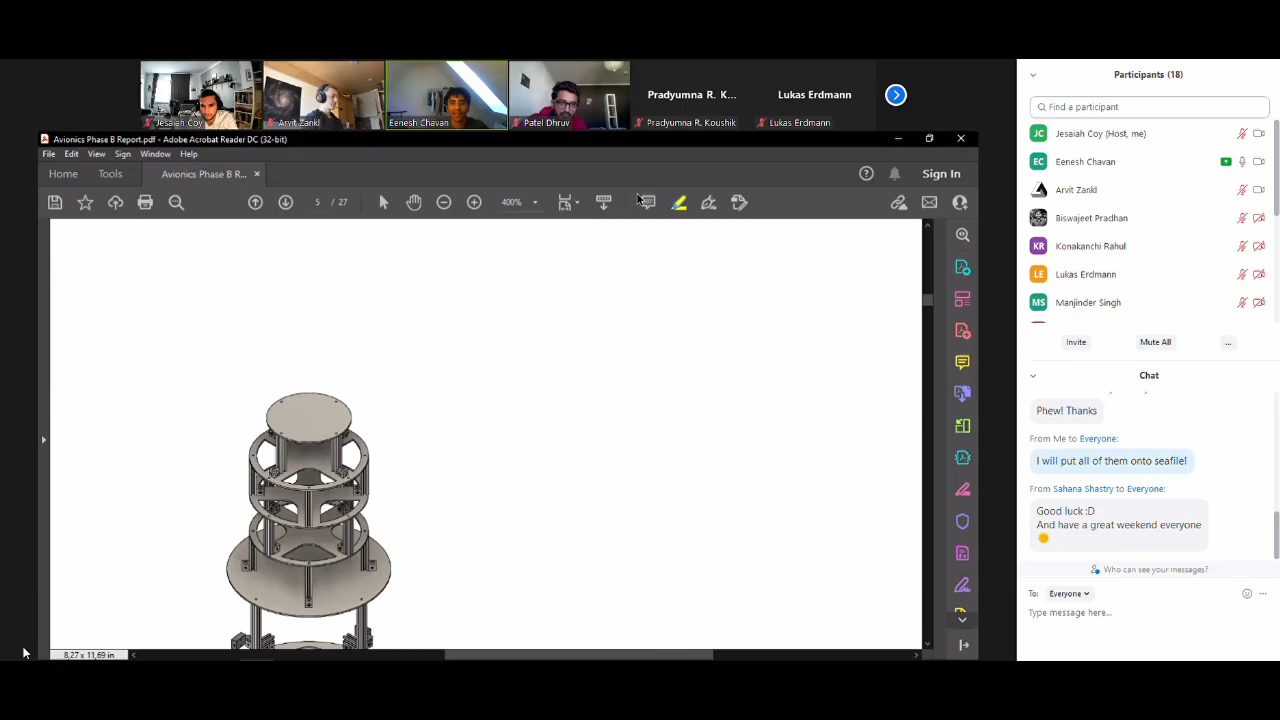 Jesaiah Coy
Arvit Zankl
Eenesh Chavan
Patel Dhruv
Pradyumna R. K...
Pradyumna R. Koushik
Lukas Erdmann
Lukas Erdmann
Avionics Phase B Report.pdf - Adobe Acrobat Reader DC (32-bit)
File Edit View Sign Window Help
Home Tools Avionics Phase B R... × Sign In
5 / 27 400%
8,27 x 11,69 in
Participants (18)
Find a participant
JC Jesaiah Coy (Host, me)
EC Eenesh Chavan
Arvit Zankl
Biswajeet Pradhan
KR Konakanchi Rahul
LE Lukas Erdmann
MS Manjinder Singh
Invite Mute All ...
Chat
Phew! Thanks
From Me to Everyone:
I will put all of them onto seafile!
From Sahana Shastry to Everyone:
Good luck :D
And have a great weekend everyone
☀️
Who can see your messages?
To: Everyone
Type message here...